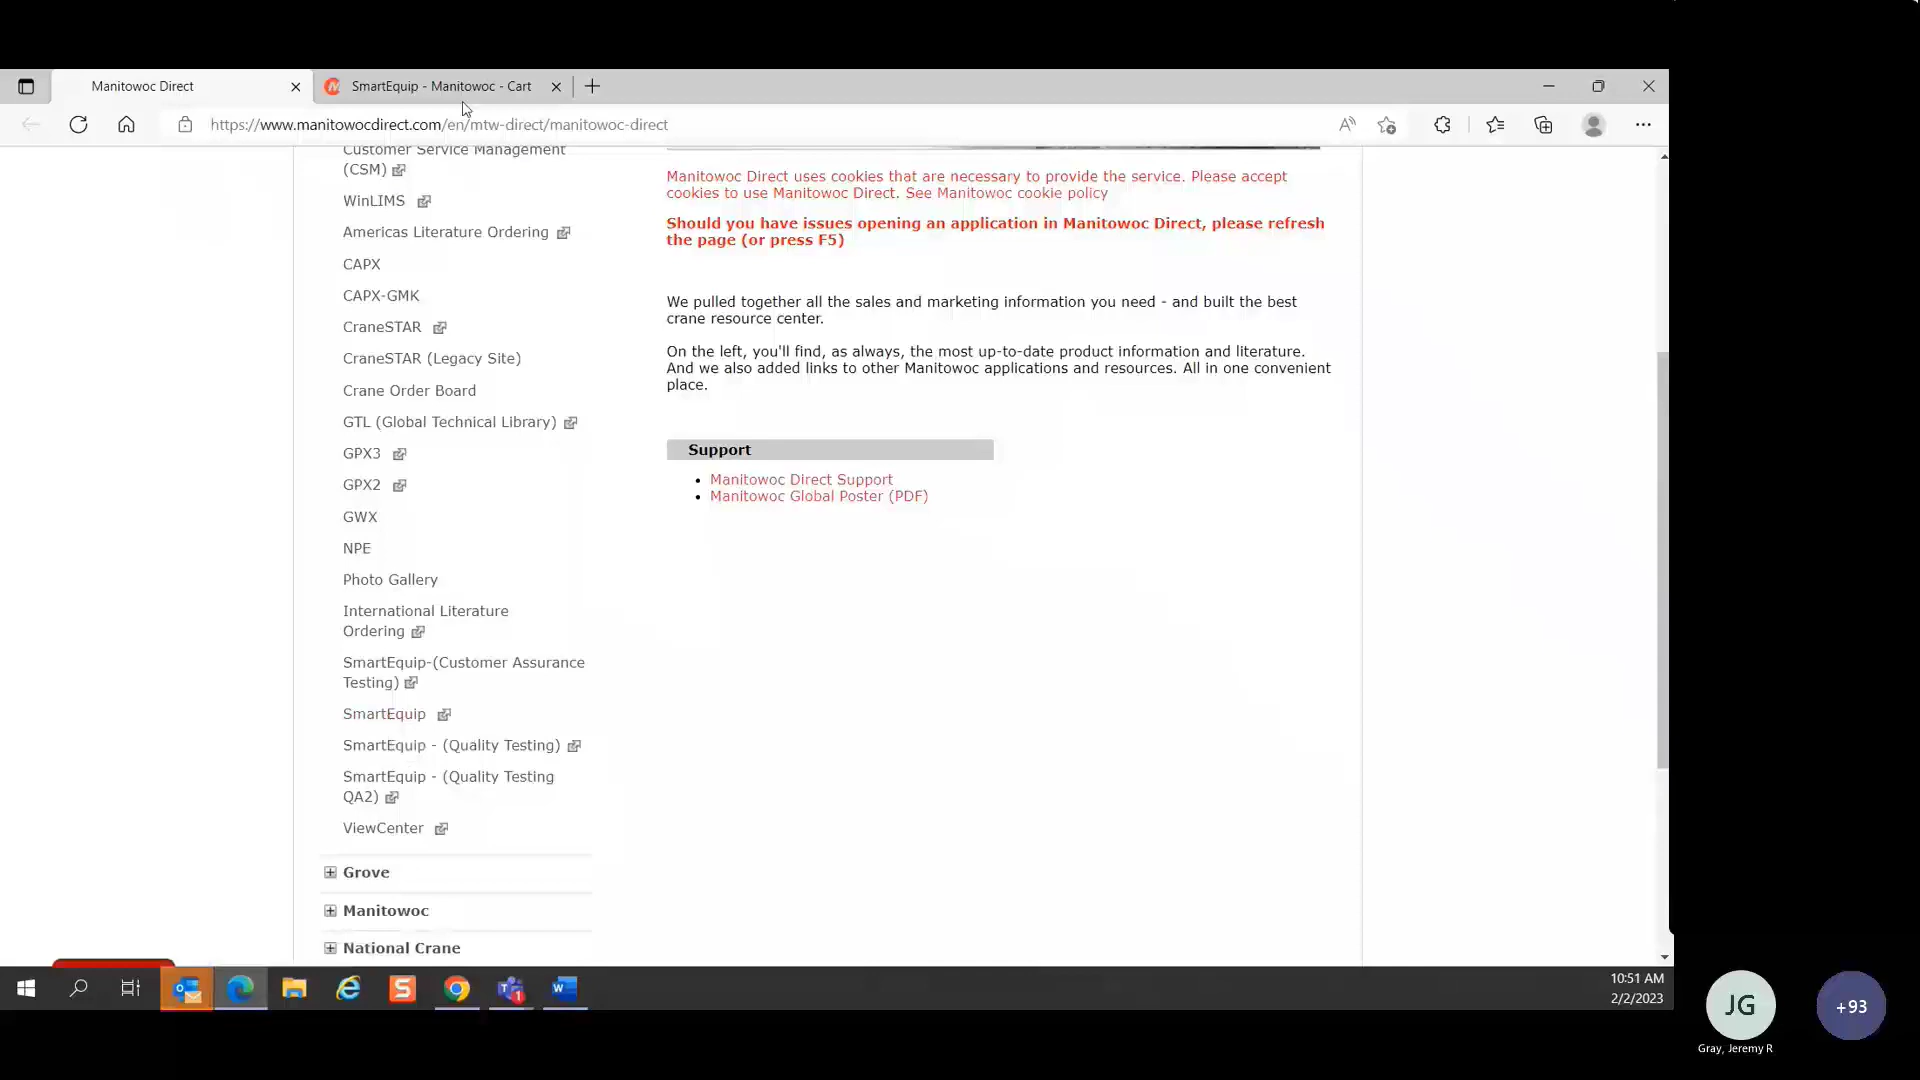 Manitowoc Direct
SmartEquip - Manitowoc - Cart
https://www.manitowocdirect.com/en/mtw-direct/manitowoc-direct
Customer Service Management
(CSM)
WinLIMS
Americas Literature Ordering
CAPX
CAPX-GMK
CraneSTAR
CraneSTAR (Legacy Site)
Crane Order Board
GTL (Global Technical Library)
GPX3
GPX2
GWX
NPE
Photo Gallery
International Literature
Ordering
SmartEquip-(Customer Assurance
Testing)
SmartEquip
SmartEquip - (Quality Testing)
SmartEquip - (Quality Testing
QA2)
ViewCenter
Grove
Manitowoc
National Crane
Manitowoc Direct uses cookies that are necessary to provide the service. Please accept
cookies to use Manitowoc Direct. See Manitowoc cookie policy
Should you have issues opening an application in Manitowoc Direct, please refresh
the page (or press F5)
We pulled together all the sales and marketing information you need - and built the best
crane resource center.
On the left, you'll find, as always, the most up-to-date product information and literature.
And we also added links to other Manitowoc applications and resources. All in one convenient
place.
Support
Manitowoc Direct Support
Manitowoc Global Poster (PDF)
10:51 AM
2/2/2023
JG
+93
Gray, Jeremy R